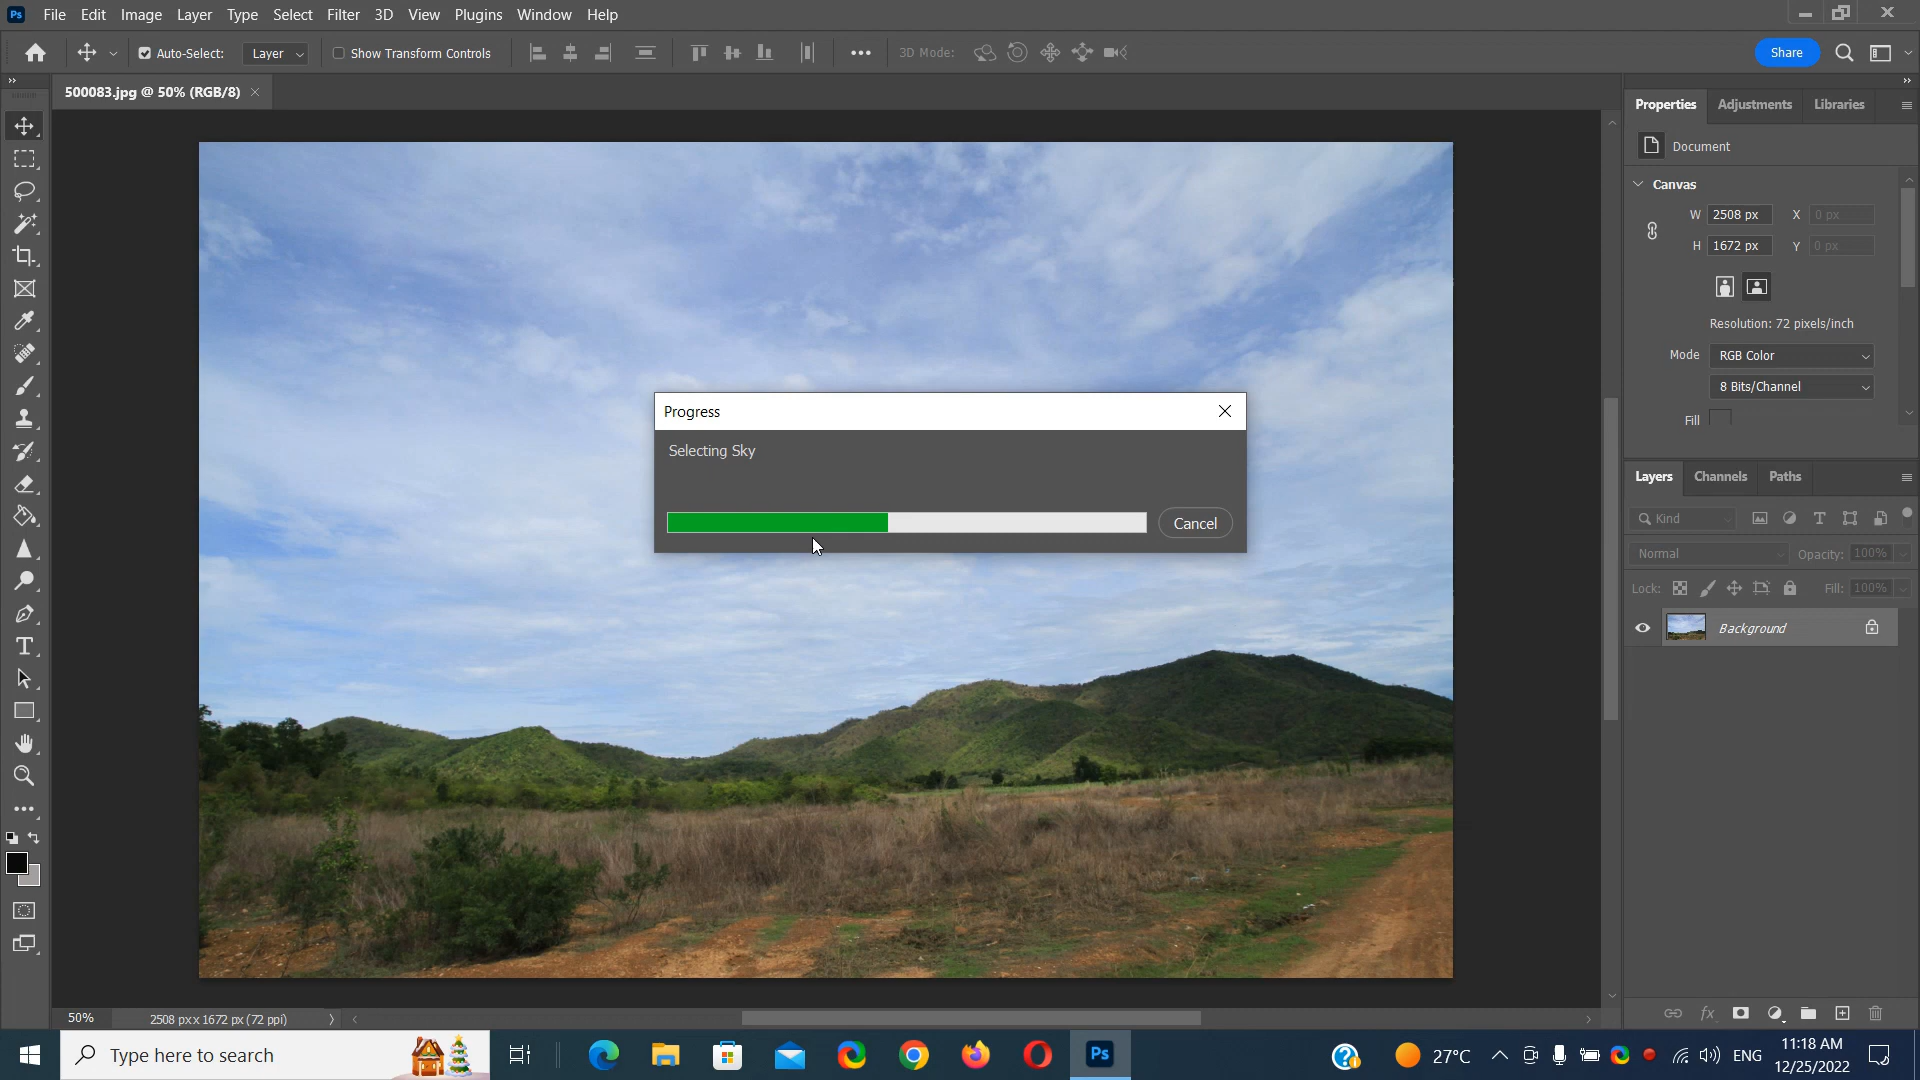 Ps File Edit Image Layer Type Select Filter 3D View Plugins Window Help
Auto-Select: Layer Show Transform Controls 3D Mode: Share
500083.jpg @ 50% (RGB/8)
Properties Adjustments Libraries
Document
Canvas
W 2508 px X 0 px
H 1672 px Y 0 px
Resolution: 72 pixels/inch
Mode RGB Color
8 Bits/Channel
Fill
Progress
Selecting Sky
Cancel
Layers Channels Paths
Kind
Normal Opacity: 100%
Lock: Fill: 100%
Background
50% 2508 px x 1672 px (72 ppi)
Type here to search
Ps
27°C
ENG
11:18 AM
12/25/2022